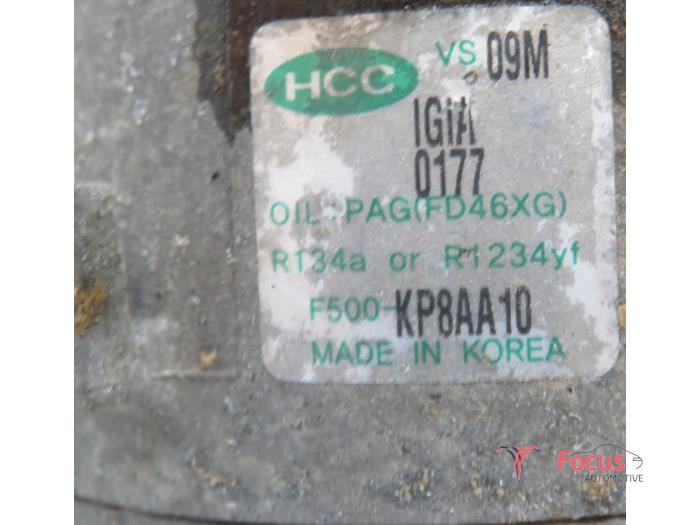 HCC VS 09M
IGIA
0177
OIL:PAG(FD46XG)
R134a or R1234yf
F500-KP8AA10
MADE IN KOREA
Focus
AUTOMOTIVE